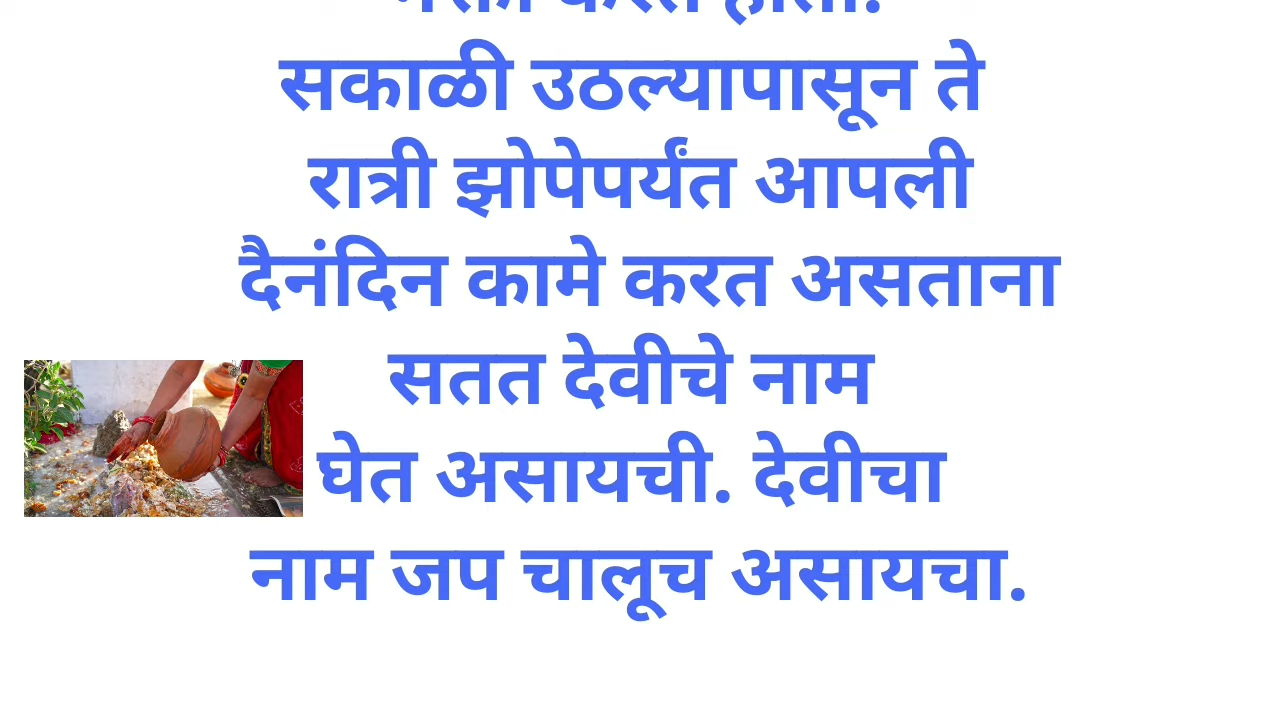 सकाळी उठल्यापासून ते
रात्री झोपेपर्यंत आपली
दैनंदिन कामे करत असताना
सतत देवीचे नाम
घेत असायची. देवीचा
नाम जप चालूच असायचा.